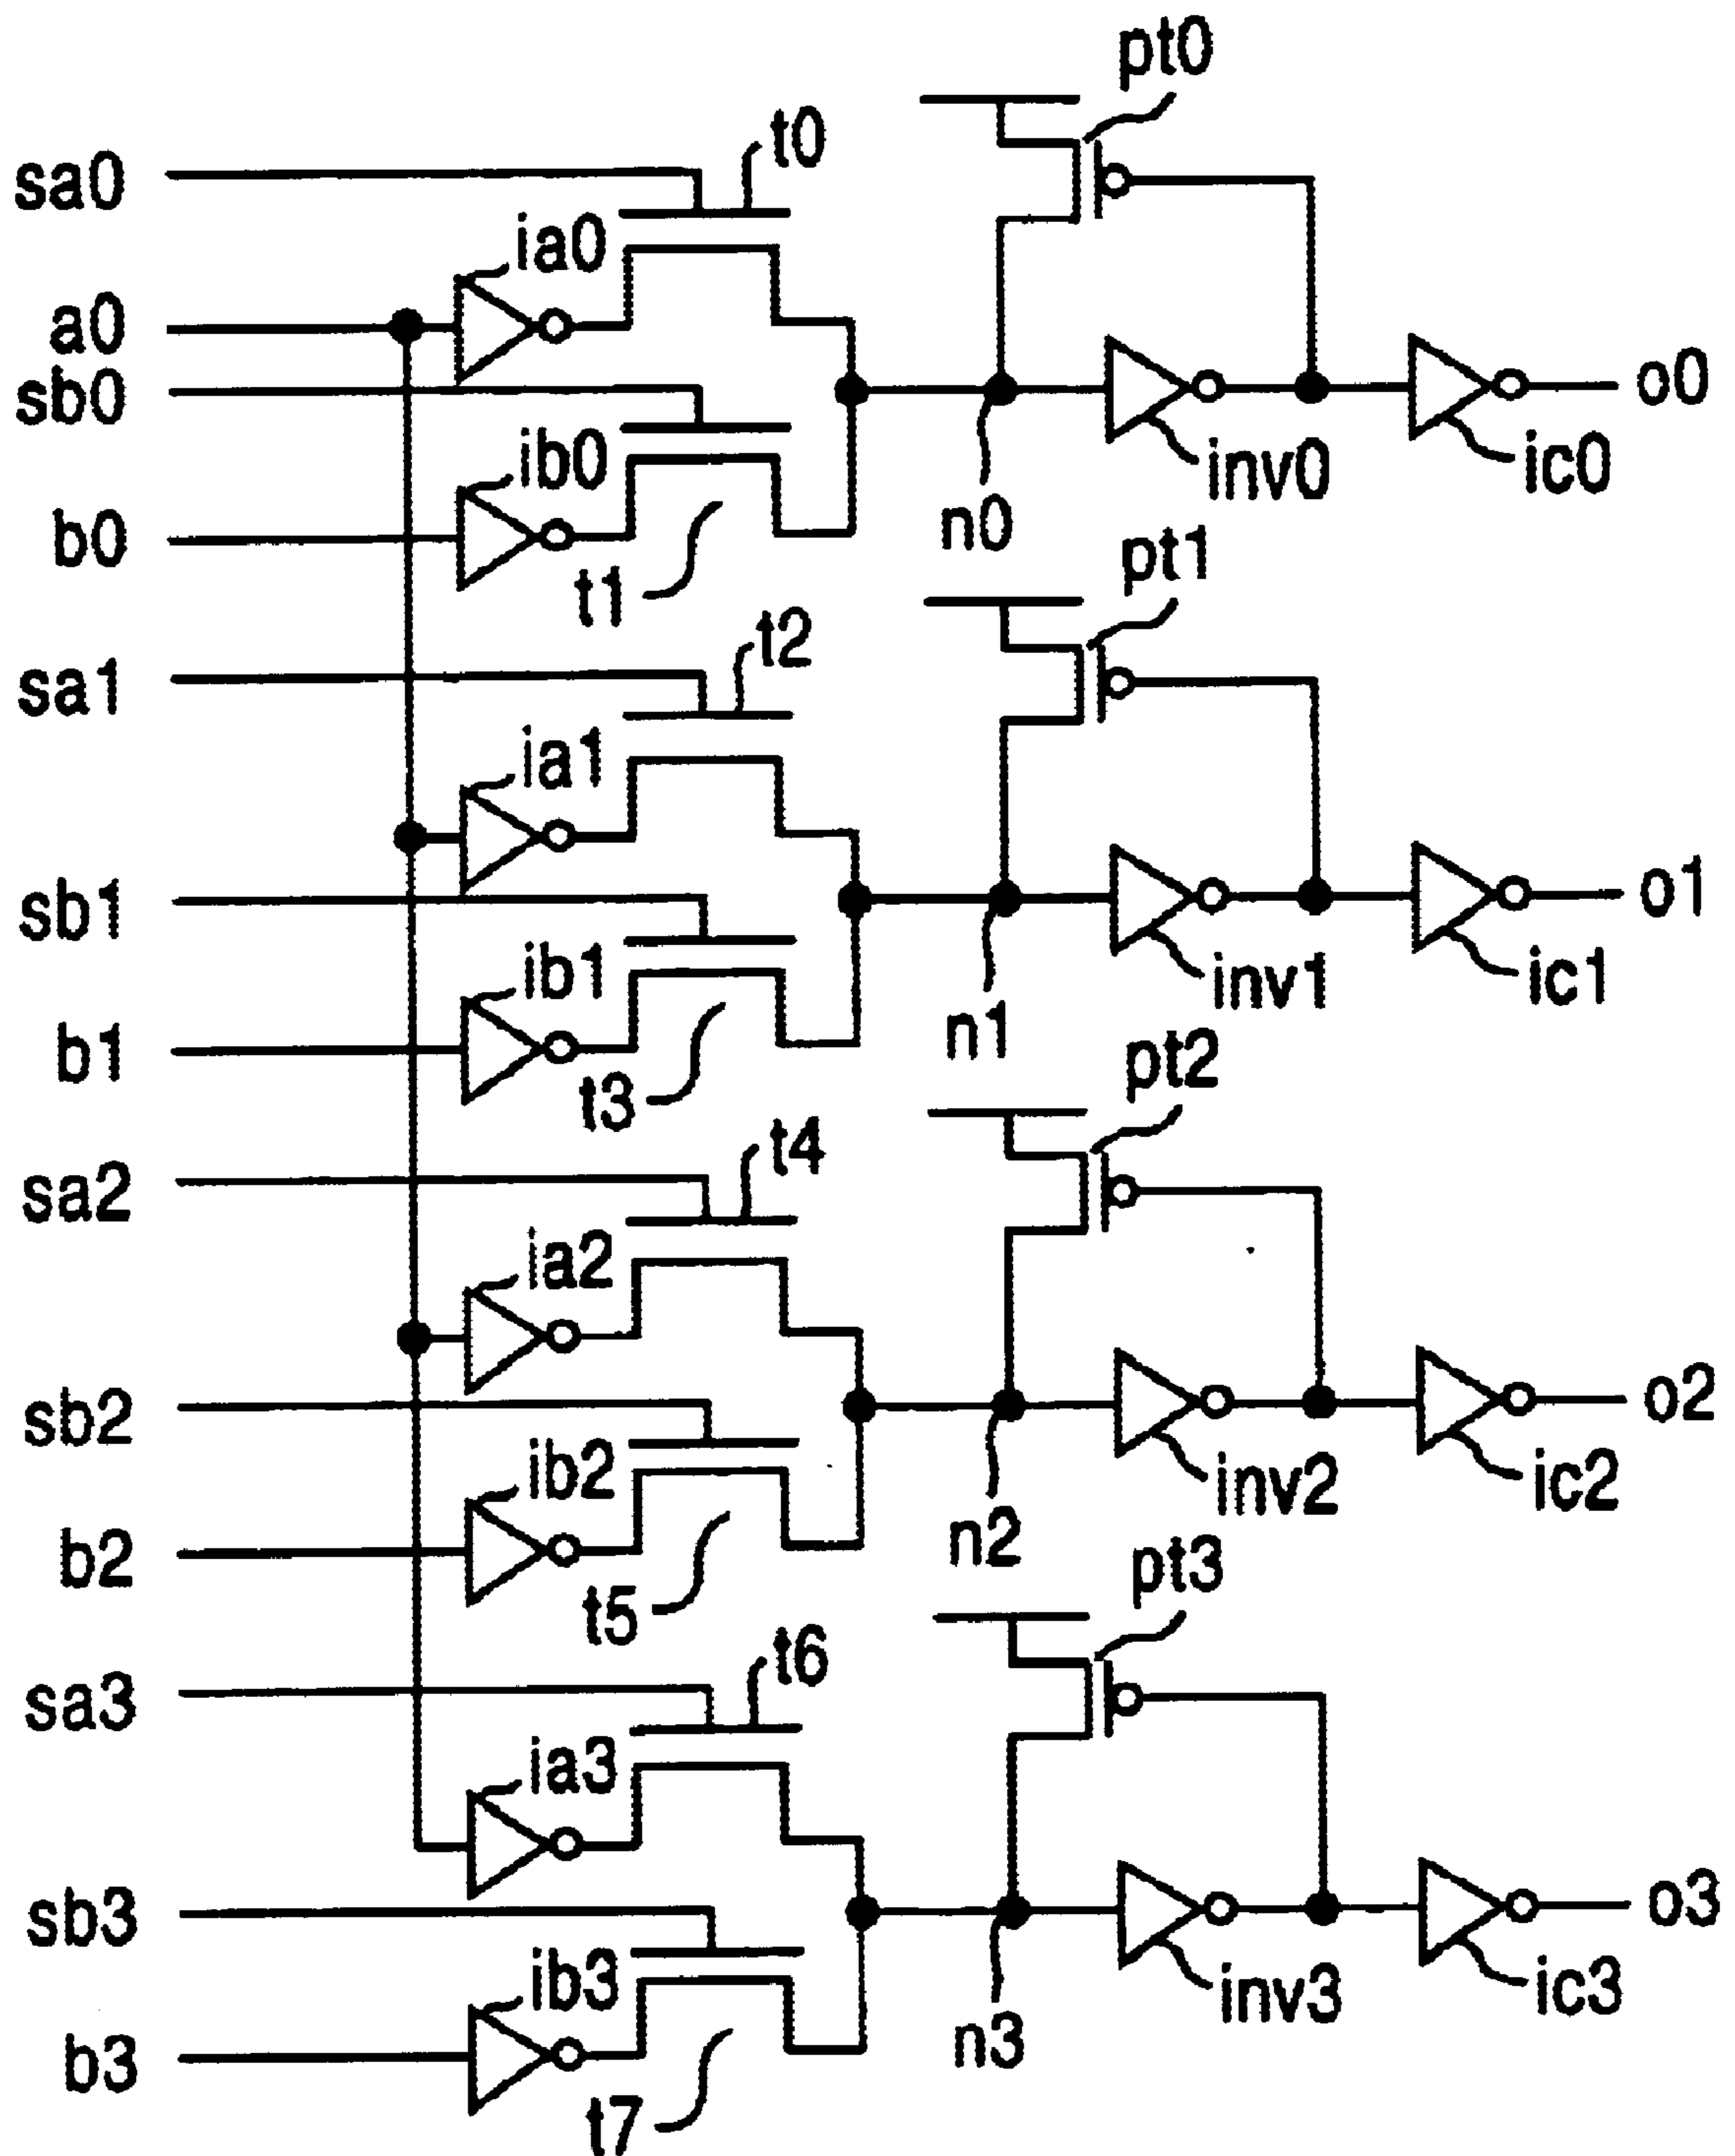 pt0
t0
sa0
ia0
a0
sb0
o0
ib0
inv0
ic0
b0
n0
t1
pt1
t2
sa1
ia1
sb1
o1
ib1
inv1
ic1
b1
n1
t3
pt2
t4
sa2
ia2
sb2
o2
ib2
inv2
ic2
b2
n2
t5
pt3
t6
sa3
ia3
sb3
o3
ib3
inv3
ic3
b3
n3
t7